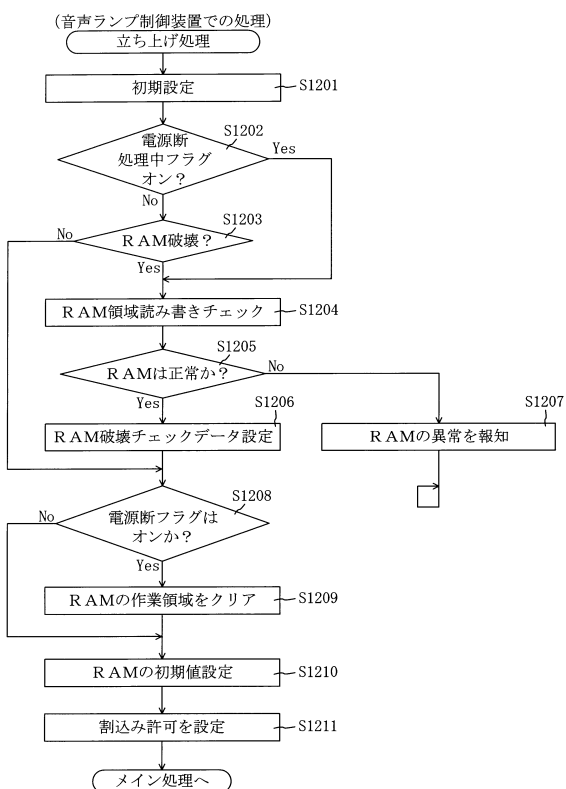 (音声ランプ制御装置での処理)
立ち上げ処理
初期設定
S1201
電源断
処理中フラグ
オン？
S1202
Yes
No
RAM破壊？
S1203
No
Yes
RAM領域読み書きチェック
S1204
RAMは正常か？
S1205
No
Yes
RAM破壊チェックデータ設定
S1206
RAMの異常を報知
S1207
電源断フラグは
オンか？
S1208
No
Yes
RAMの作業領域をクリア
S1209
RAMの初期値設定
S1210
割込み許可を設定
S1211
メイン処理へ